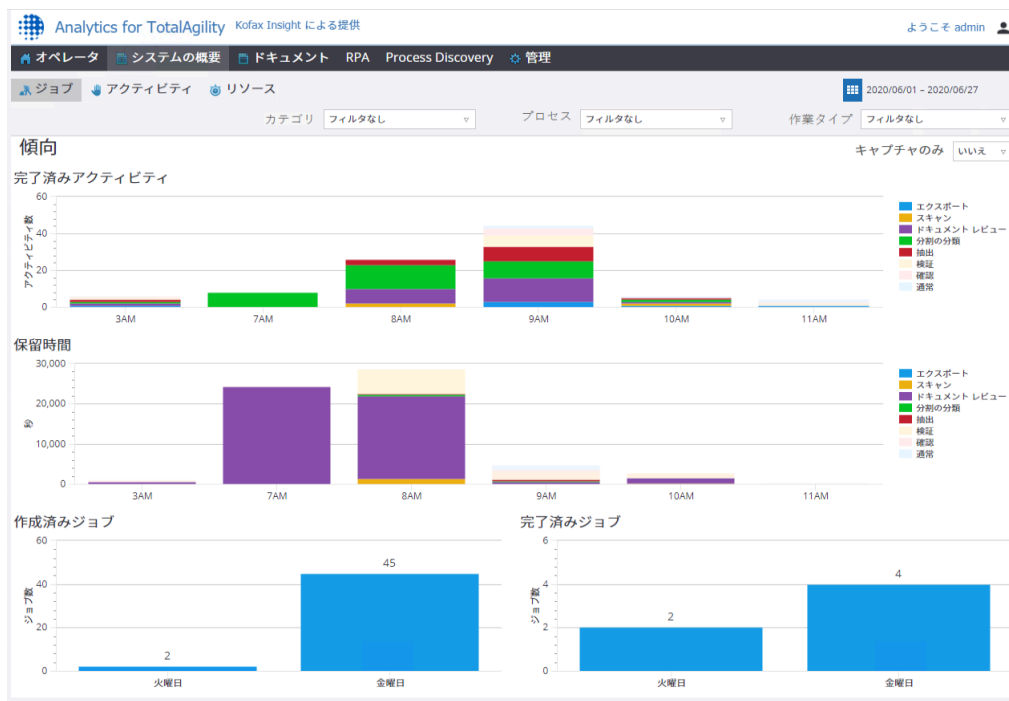 Analytics for TotalAgility Kofax Insight による提供 ようこそ admin
オペレータ システムの概要 ドキュメント RPA Process Discovery 管理
ジョブ アクティビティ リソース 2020/06/01 – 2020/06/27
カテゴリ フィルタなし プロセス フィルタなし 作業タイプ フィルタなし
傾向 キャプチャのみ いいえ
完了済みアクティビティ
アクティビティ数
60
40
20
0
3AM 7AM 8AM 9AM 10AM 11AM
エクスポート
スキャン
ドキュメント レビュー
分割の分類
抽出
検証
確認
通常
保留時間
秒
30,000
20,000
10,000
0
3AM 7AM 8AM 9AM 10AM 11AM
エクスポート
スキャン
ドキュメント レビュー
分割の分類
抽出
検証
確認
通常
作成済みジョブ
ジョブ数
60
40
20
0
2 45
火曜日 金曜日
完了済みジョブ
ジョブ数
6
4
2
0
2 4
火曜日 金曜日